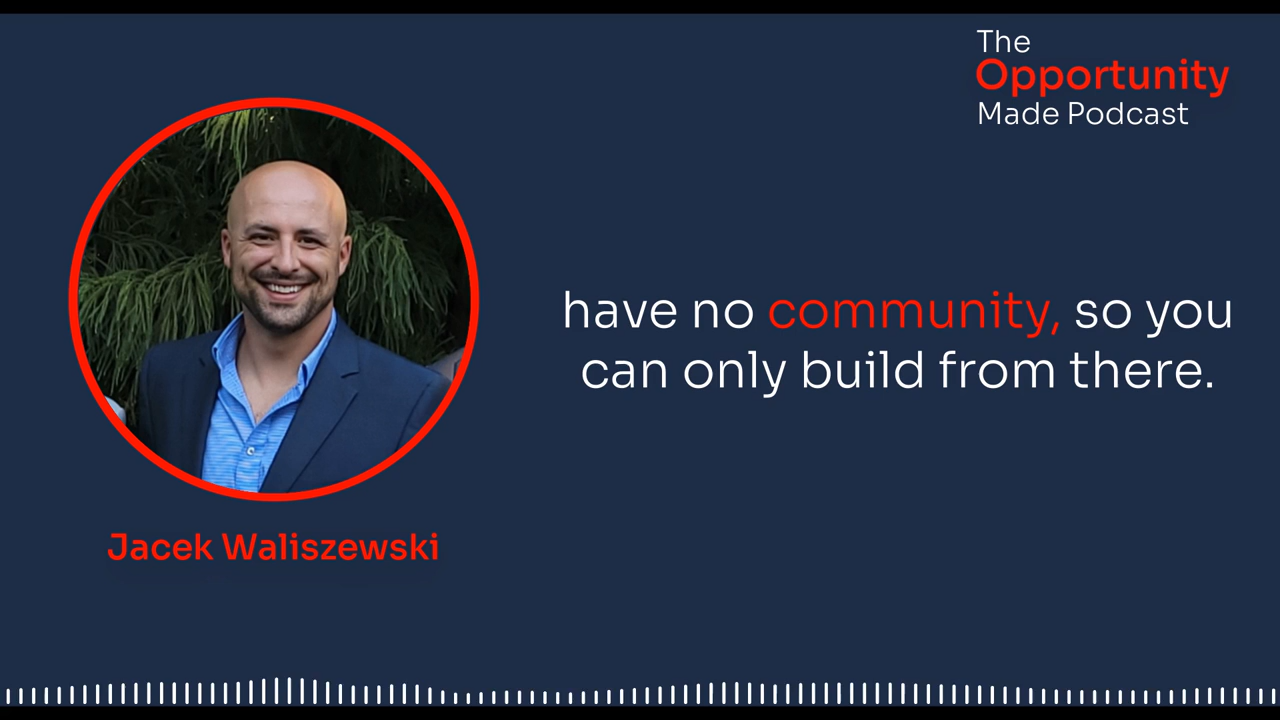 The
Opportunity
Made Podcast
have no community, so you
can only build from there.
Jacek Waliszewski